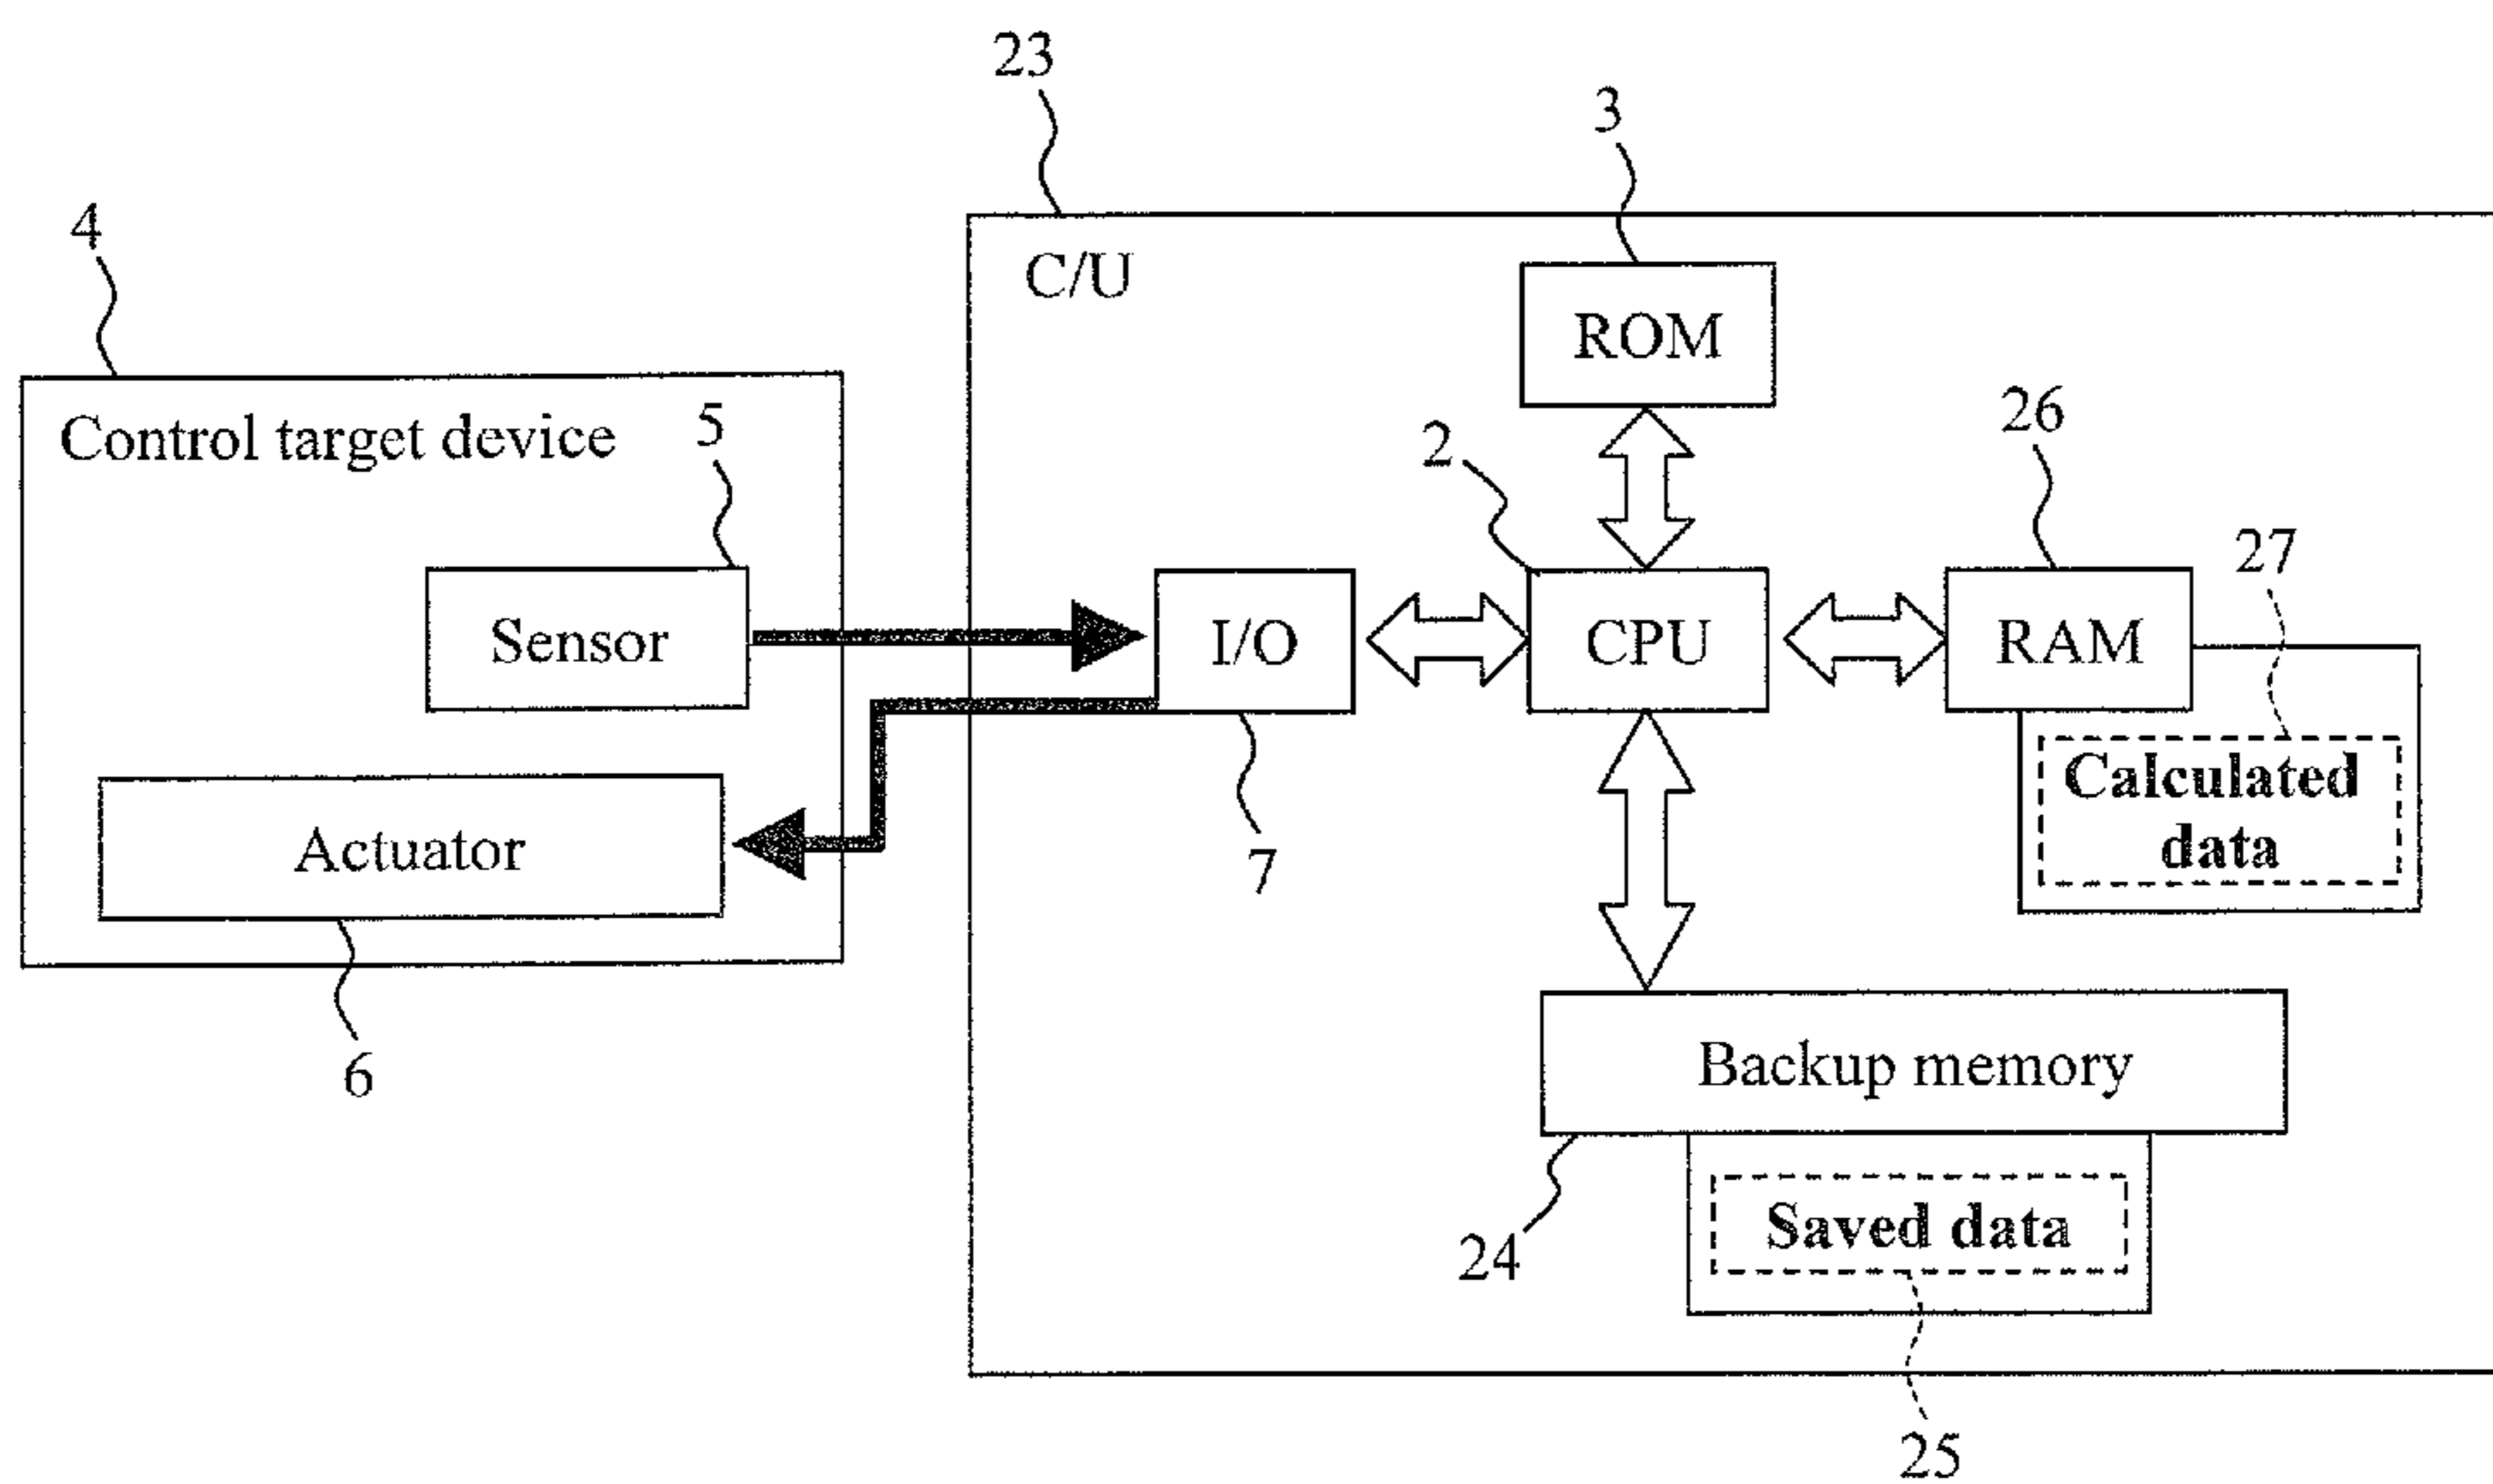 23
3
4
C/U
ROM
26
5
Control target device
2
27
Sensor
I/O
CPU
RAM
Calculated
data
Actuator
7
Backup memory
6
Saved data
24
25